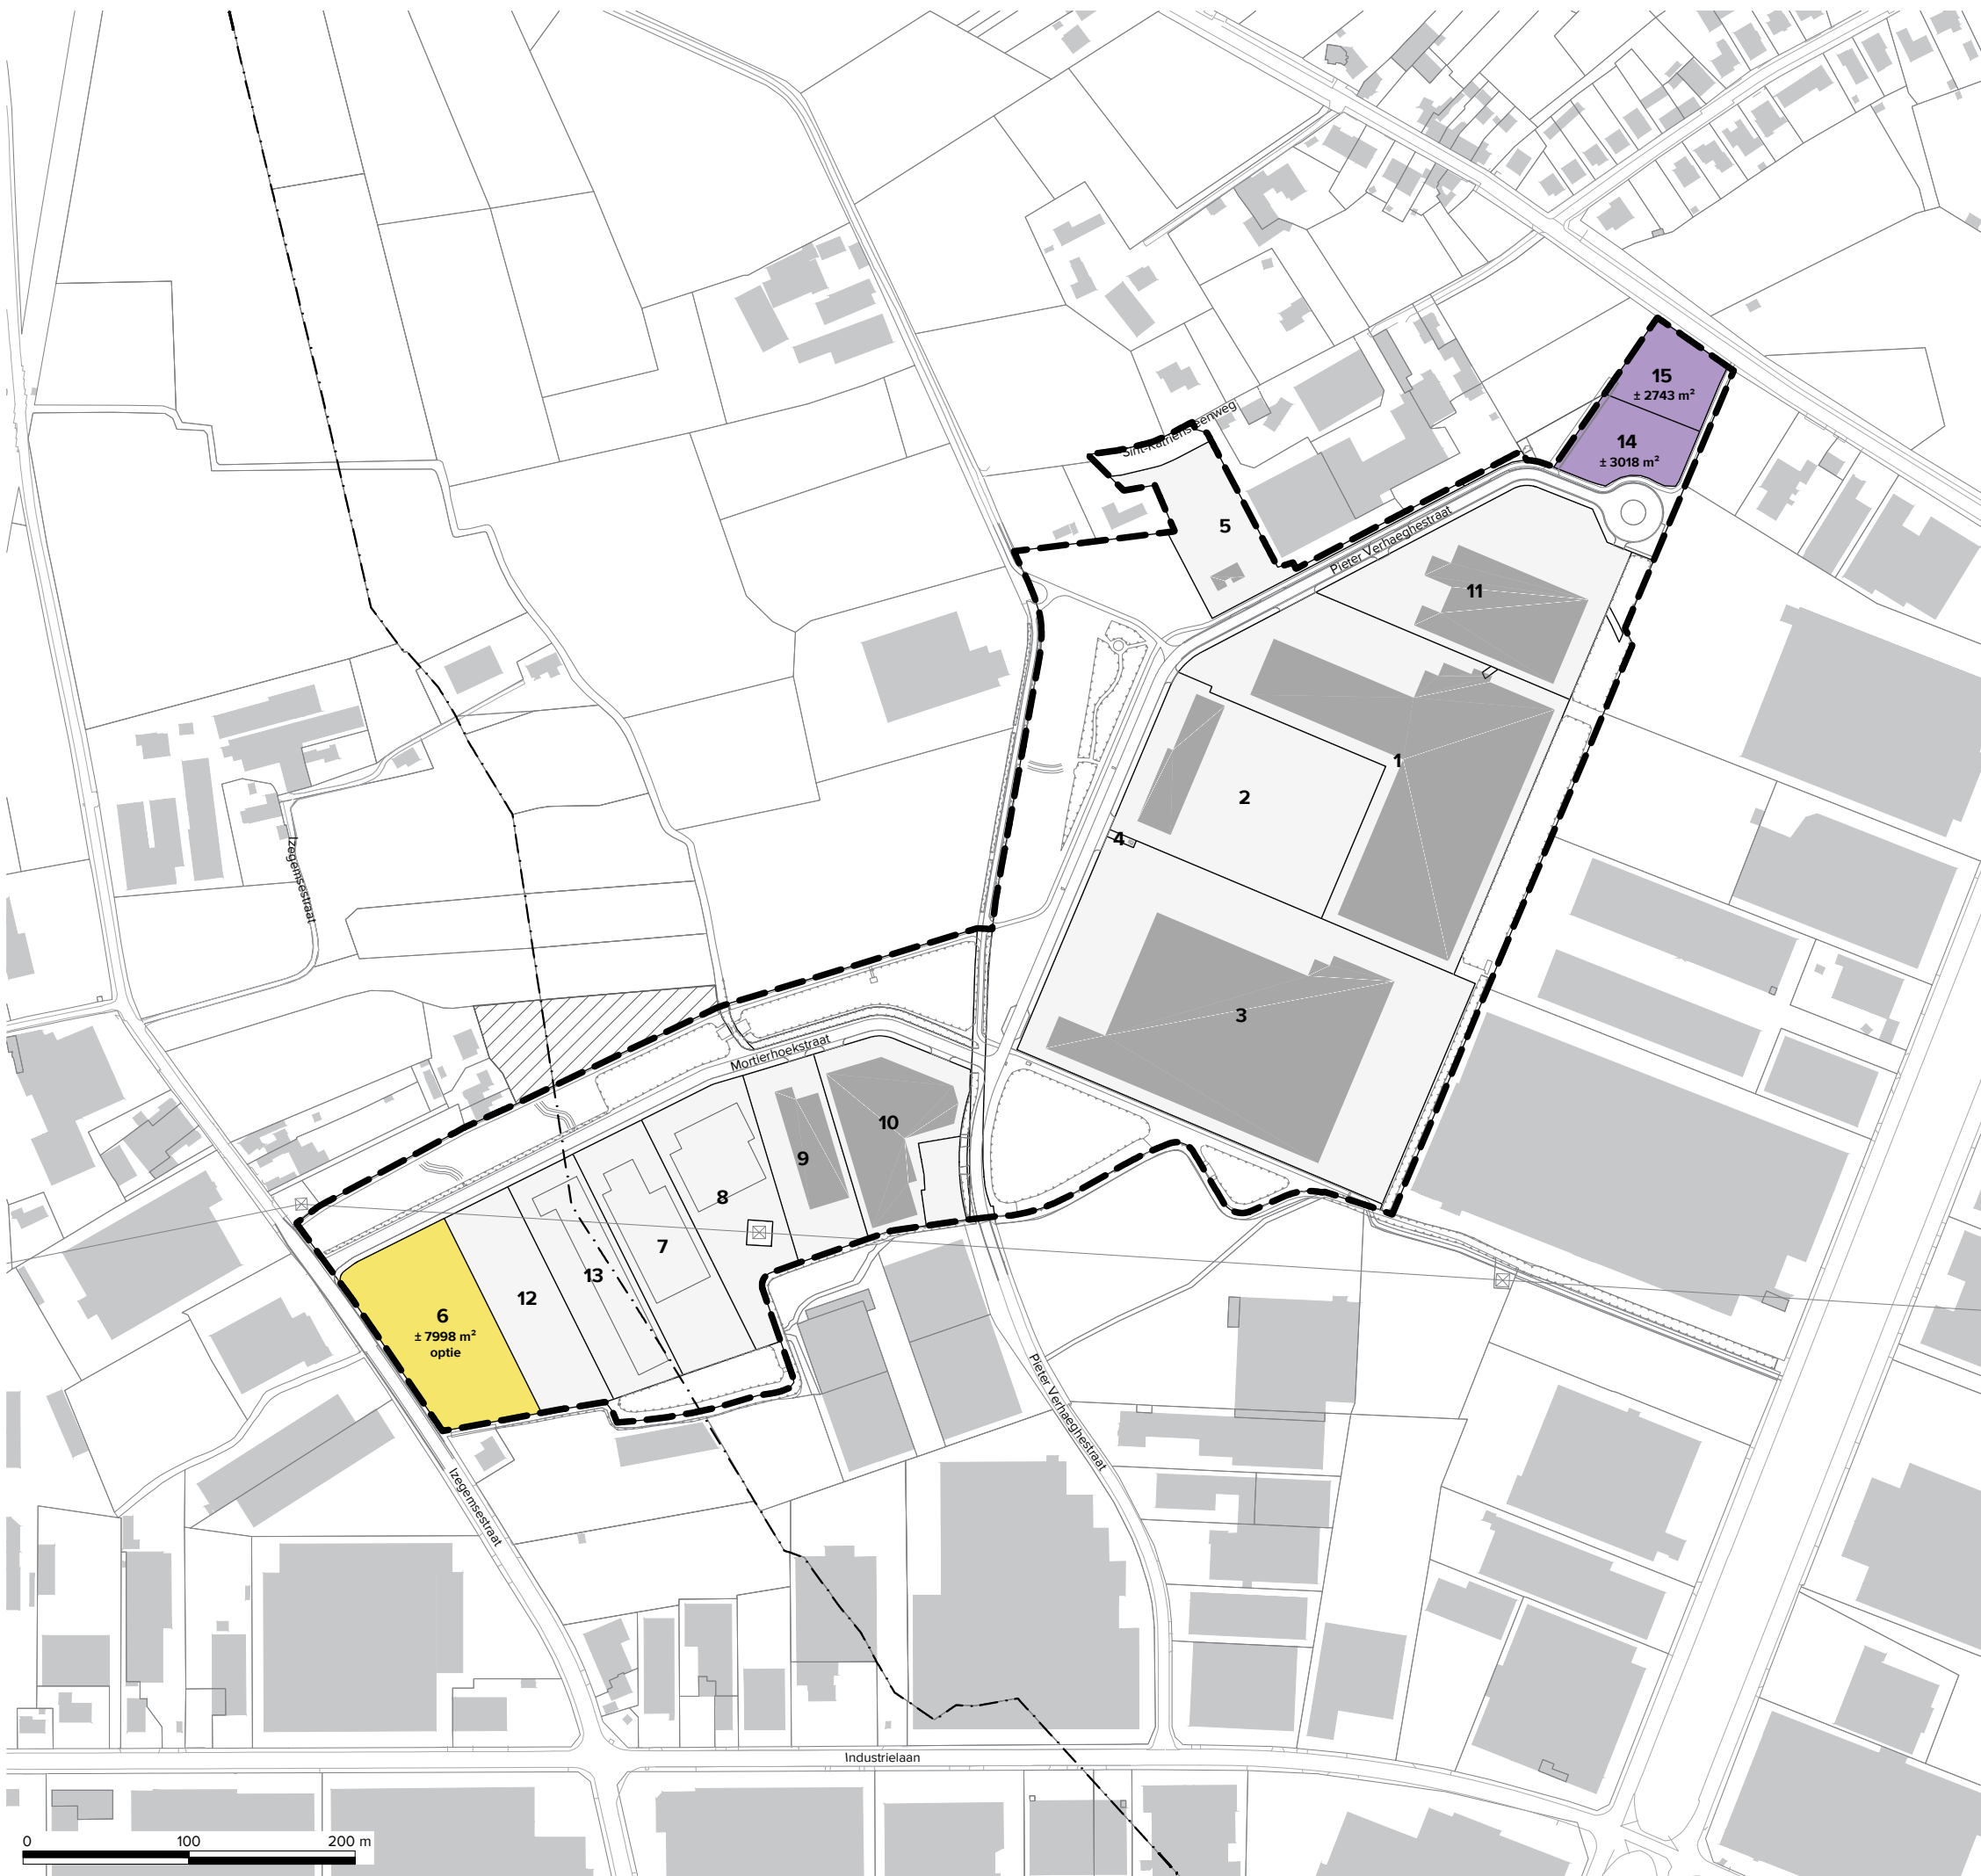 15
± 2743 m²
14
± 3018 m²
Sint-Katriensteenweg
5
Pieter Verhaeghestraat
11
1
2
4
Izegemsestraat
3
Mortierhoekstraat
10
9
8
7
13
12
6
± 7998 m²
optie
Pieter Verhaeghestraat
Izegemsestraat
Industrielaan
0 100 200 m